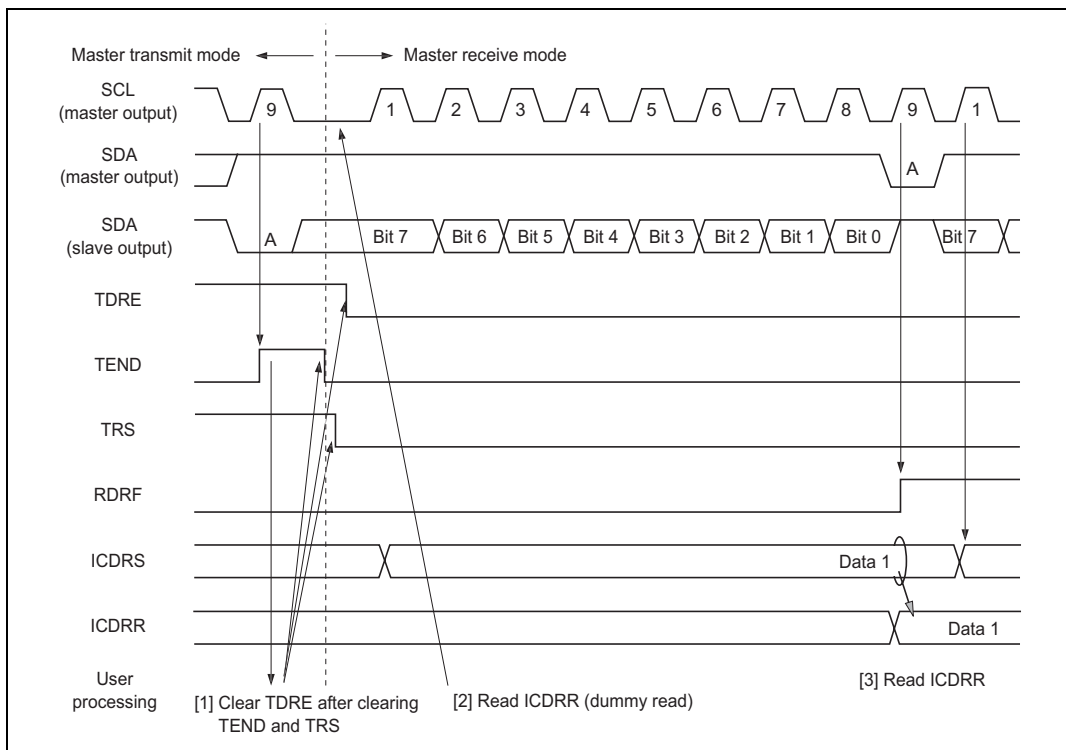 Master transmit mode
Master receive mode
SCL
(master output)
9 1 2 3 4 5 6 7 8 9 1
SDA
(master output)
A
SDA
(slave output)
A Bit 7 Bit 6 Bit 5 Bit 4 Bit 3 Bit 2 Bit 1 Bit 0 Bit 7
TDRE
TEND
TRS
RDRF
ICDRS
Data 1
ICDRR
Data 1
User
processing
[1] Clear TDRE after clearing
TEND and TRS
[2] Read ICDRR (dummy read)
[3] Read ICDRR